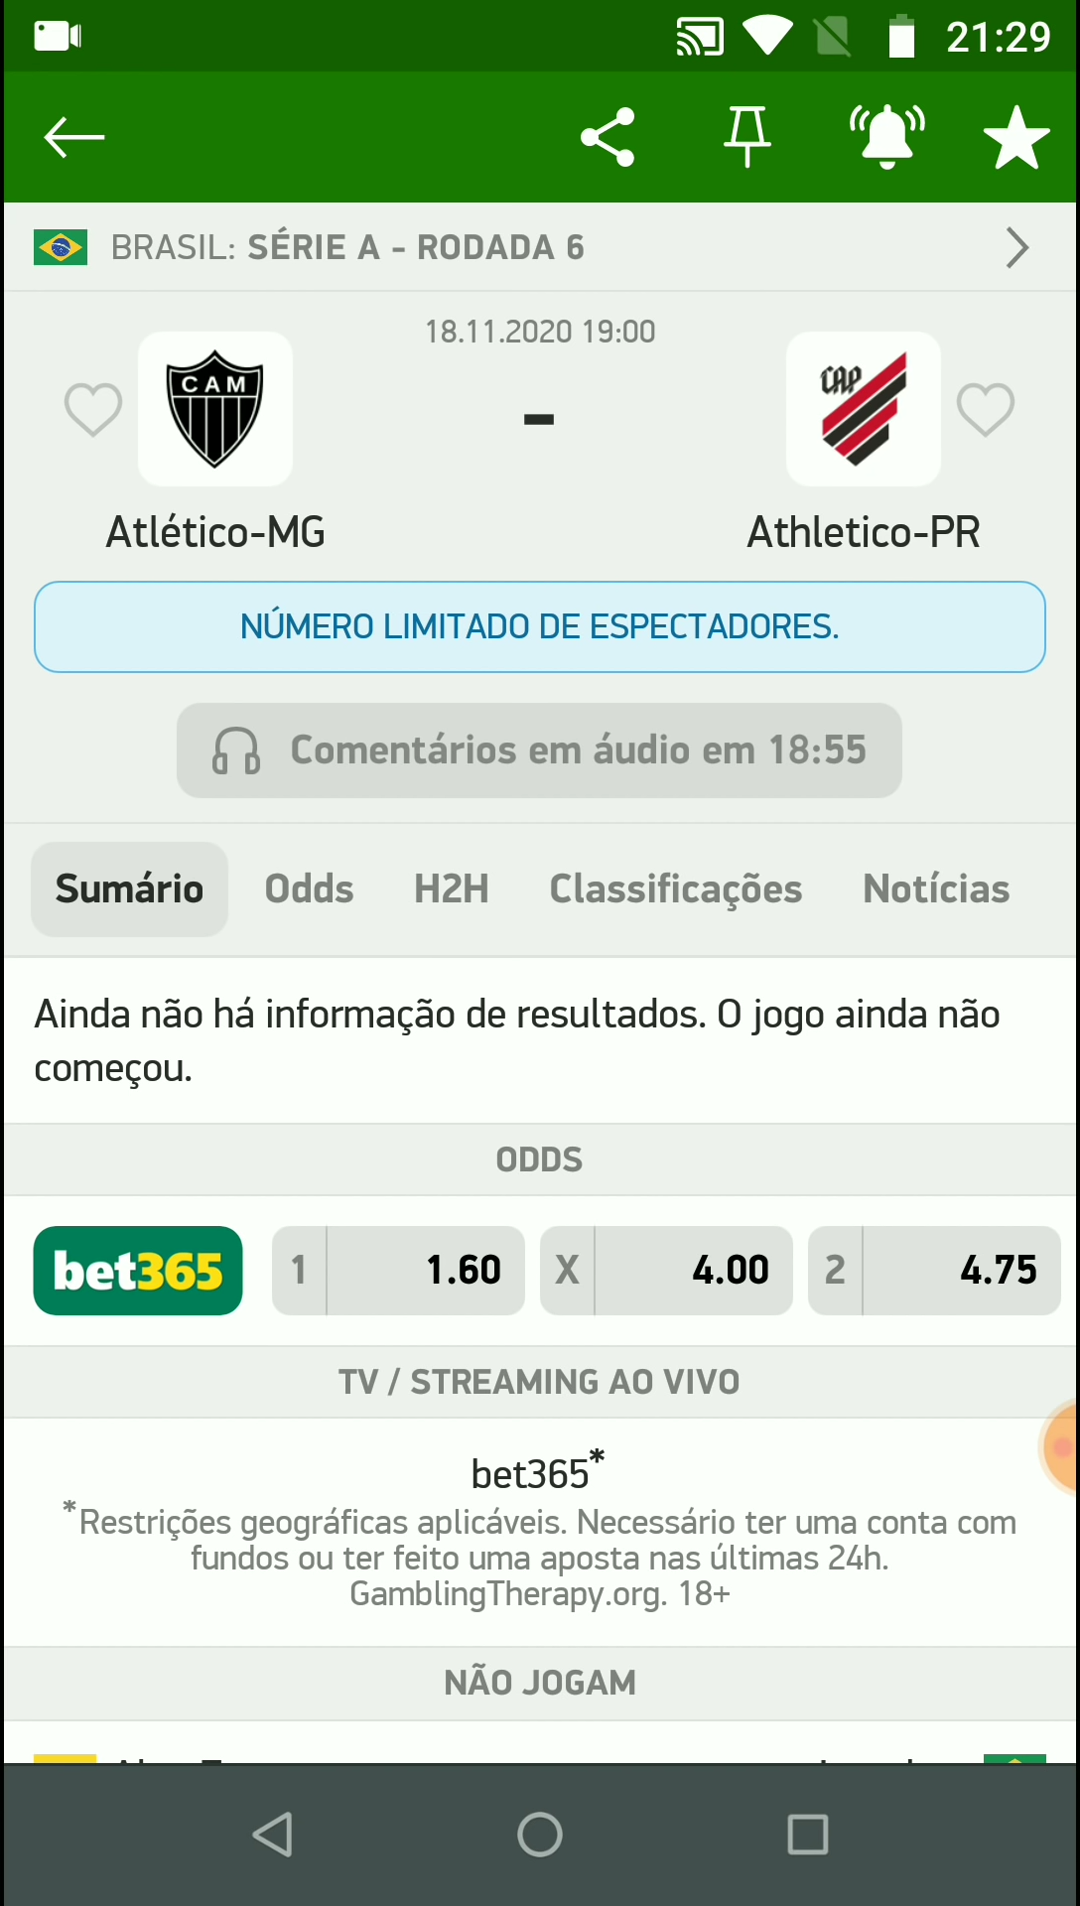 21:29
BRASIL: SÉRIE A - RODADA 6
18.11.2020 19:00
CAM
CAP
-
Atlético-MG
Athletico-PR
NÚMERO LIMITADO DE ESPECTADORES.
Comentários em áudio em 18:55
Sumário Odds H2H Classificações Notícias
Ainda não há informação de resultados. O jogo ainda não
começou.
ODDS
bet365 1 1.60 X 4.00 2 4.75
TV / STREAMING AO VIVO
bet365*
*Restrições geográficas aplicáveis. Necessário ter uma conta com
fundos ou ter feito uma aposta nas últimas 24h.
GamblingTherapy.org. 18+
NÃO JOGAM